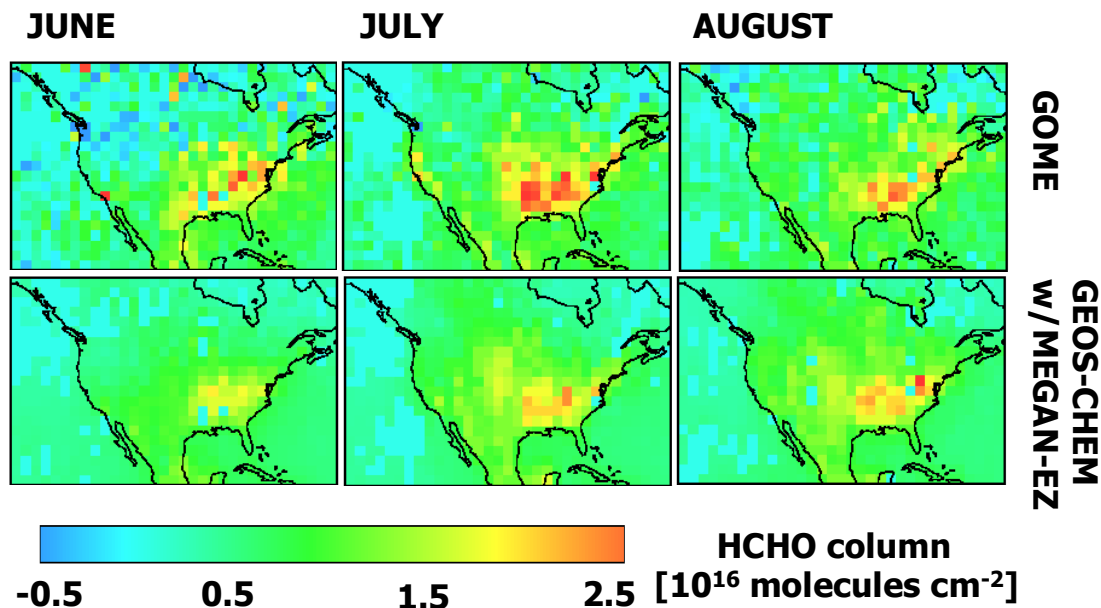 JUNE
JULY
AUGUST
GOME
GEOS-CHEM
w/ MEGAN-EZ
-0.5
0.5
1.5
2.5
HCHO column
[10¹⁶ molecules cm⁻²]